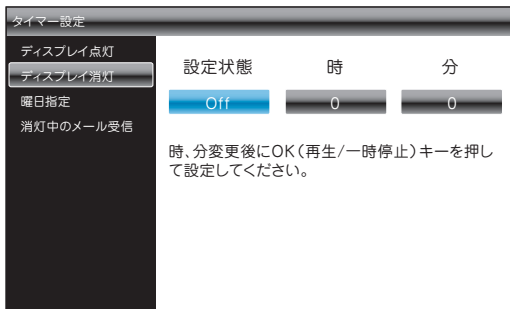 タイマー設定
ディスプレイ点灯
ディスプレイ消灯
曜日指定
消灯中のメール受信
設定状態 時 分
Off 0 0
時、分変更後にOK(再生/一時停止)キーを押し
て設定してください。